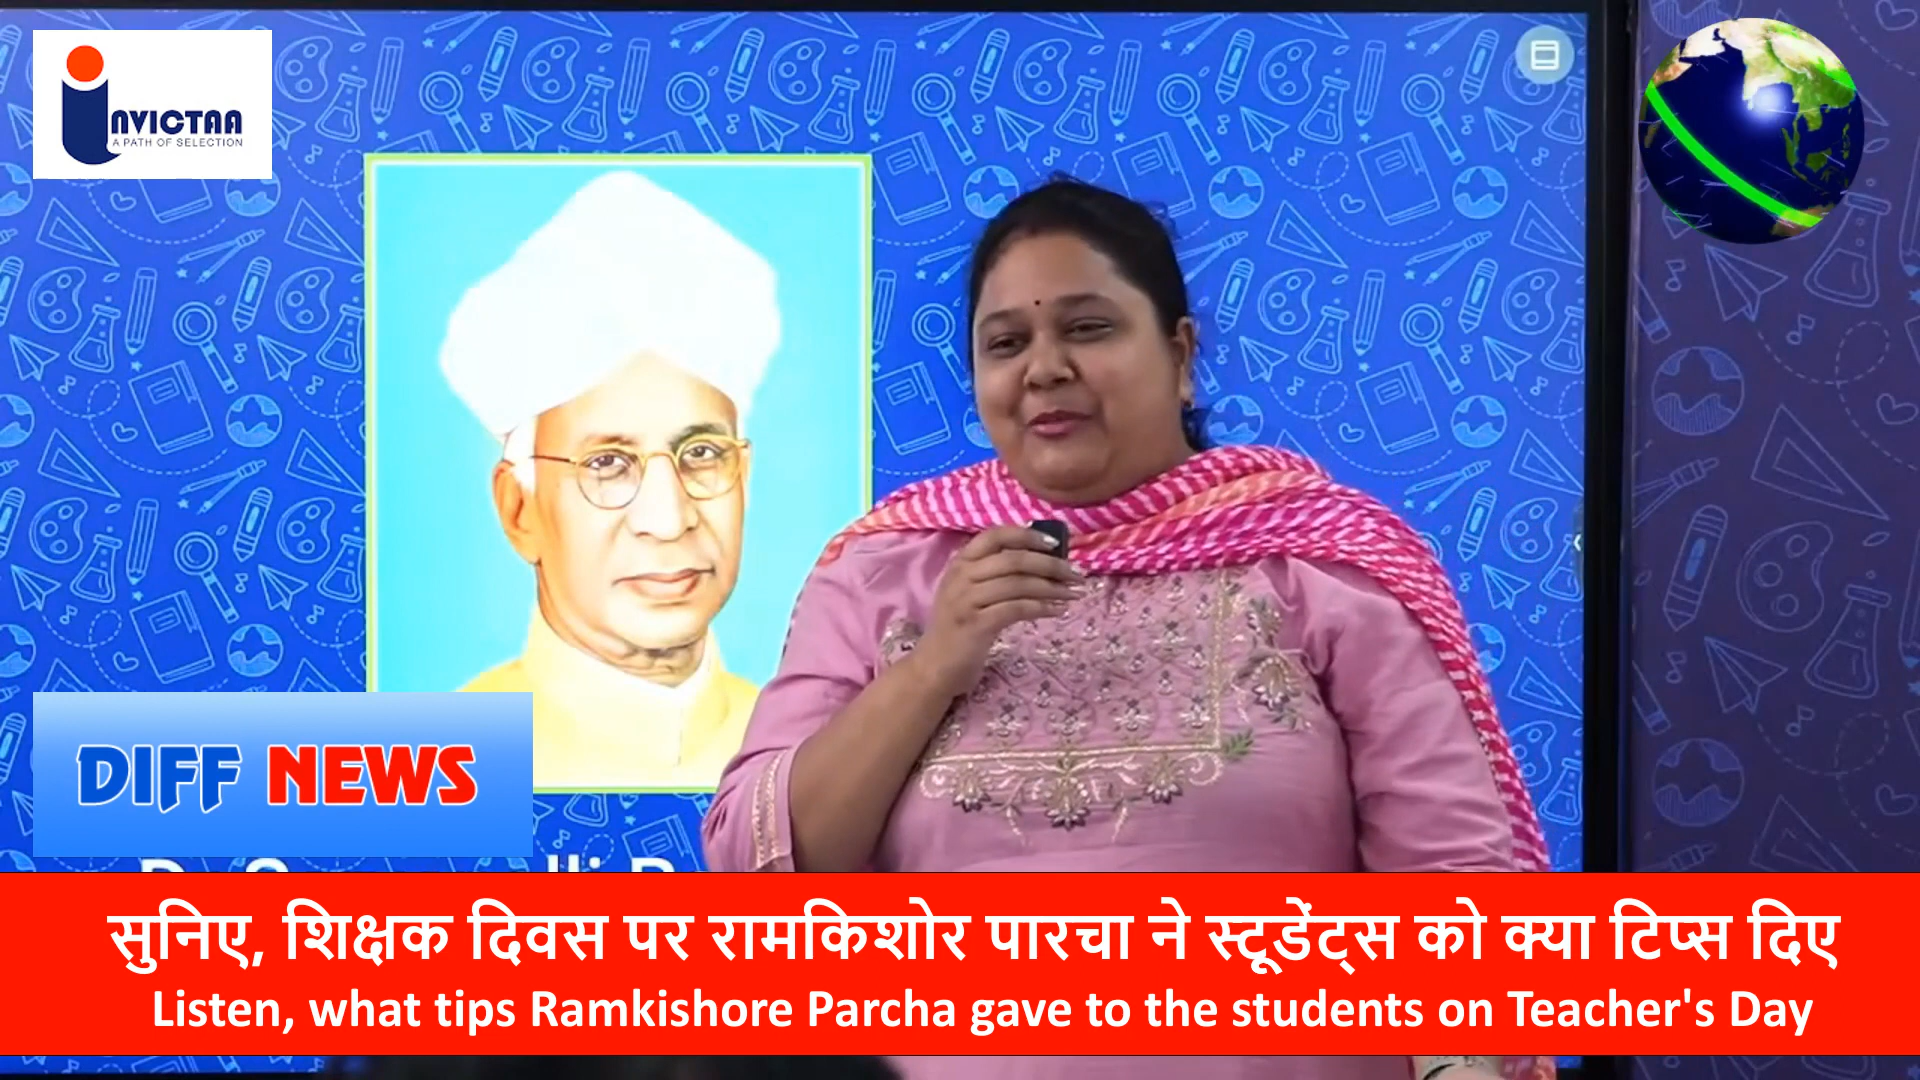 INVICTAA
A PATH OF SELECTION
DIFF NEWS
सुनिए, शिक्षक दिवस पर रामकिशोर पारचा ने स्टूडेंट्स को क्या टिप्स दिए
Listen, what tips Ramkishore Parcha gave to the students on Teacher's Day